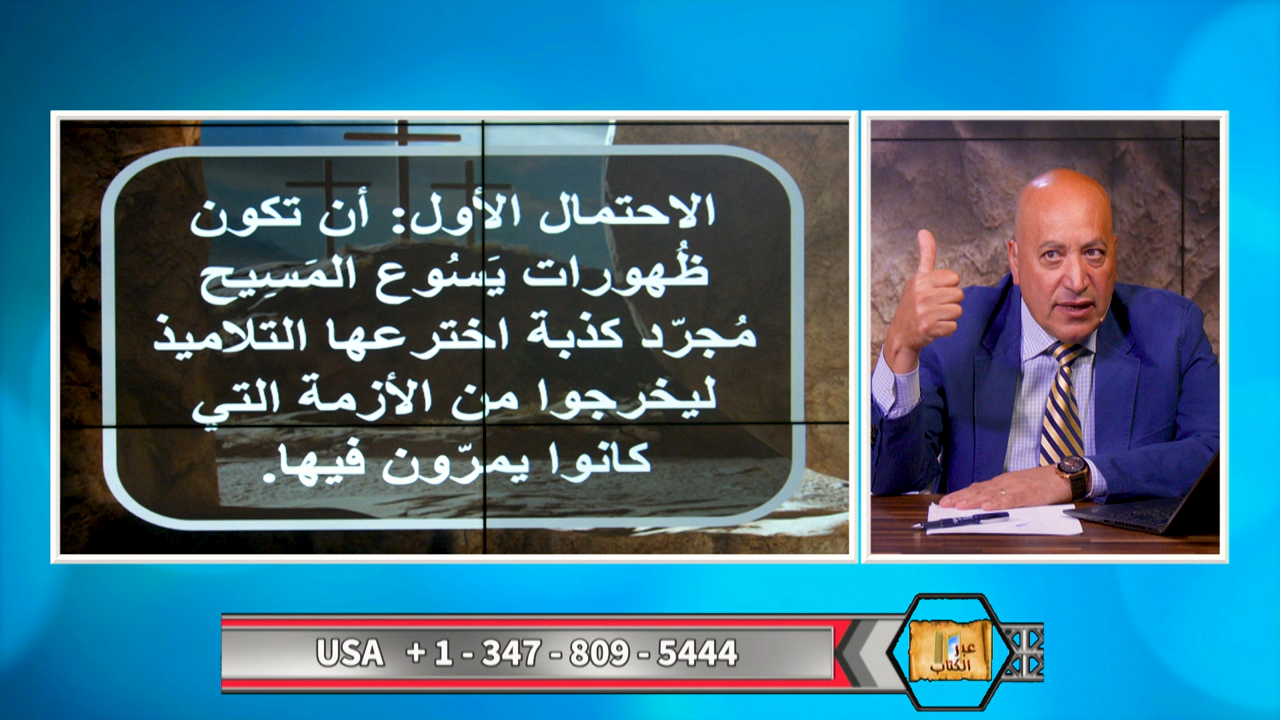 الاحتمال الأول: أن تكون
ظُهورات يَسُوع المَسِيح
مُجرّد كذبة اخترعها التلاميذ
ليخرجوا من الأزمة التي
كانوا يمرّون فيها.
USA + 1 - 347 - 809 - 5444
عبر
الكتاب